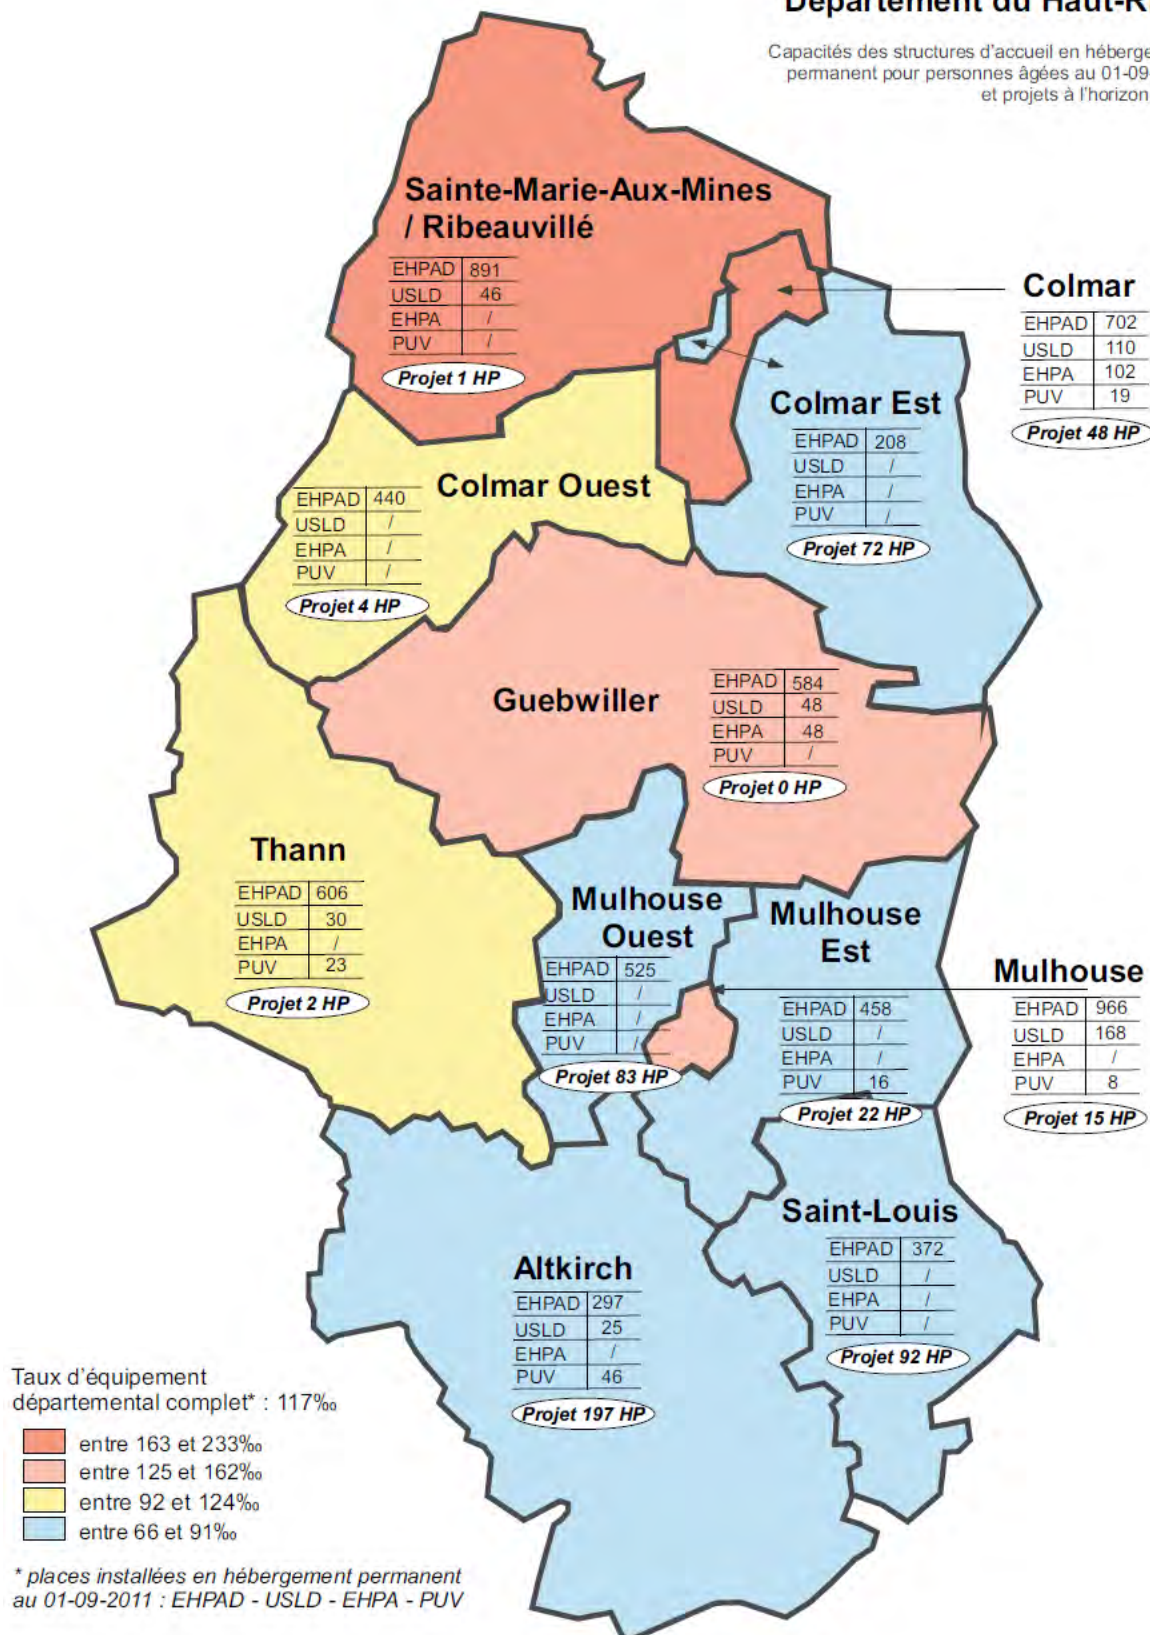 Département du Haut-R
Capacités des structures d'accueil en héberge
permanent pour personnes âgées au 01-09
et projets à l'horizon
Sainte-Marie-Aux-Mines
/ Ribeauvillé
EHPAD 891
USLD 46
EHPA /
PUV /
Projet 1 HP
Colmar
EHPAD 702
USLD 110
EHPA 102
PUV 19
Projet 48 HP
Colmar Est
EHPAD 208
USLD /
EHPA /
PUV /
Projet 72 HP
Colmar Ouest
EHPAD 440
USLD /
EHPA /
PUV /
Projet 4 HP
Guebwiller
EHPAD 584
USLD 48
EHPA 48
PUV /
Projet 0 HP
Thann
EHPAD 606
USLD 30
EHPA /
PUV 23
Projet 2 HP
Mulhouse
Ouest
EHPAD 525
USLD /
EHPA /
PUV /
Projet 83 HP
Mulhouse
Est
EHPAD 458
USLD /
EHPA /
PUV 16
Projet 22 HP
Mulhouse
EHPAD 966
USLD 168
EHPA /
PUV 8
Projet 15 HP
Saint-Louis
EHPAD 372
USLD /
EHPA /
PUV /
Projet 92 HP
Altkirch
EHPAD 297
USLD 25
EHPA /
PUV 46
Projet 197 HP
Taux d'équipement
départemental complet* : 117‰
entre 163 et 233‰
entre 125 et 162‰
entre 92 et 124‰
entre 66 et 91‰
* places installées en hébergement permanent
au 01-09-2011 : EHPAD - USLD - EHPA - PUV